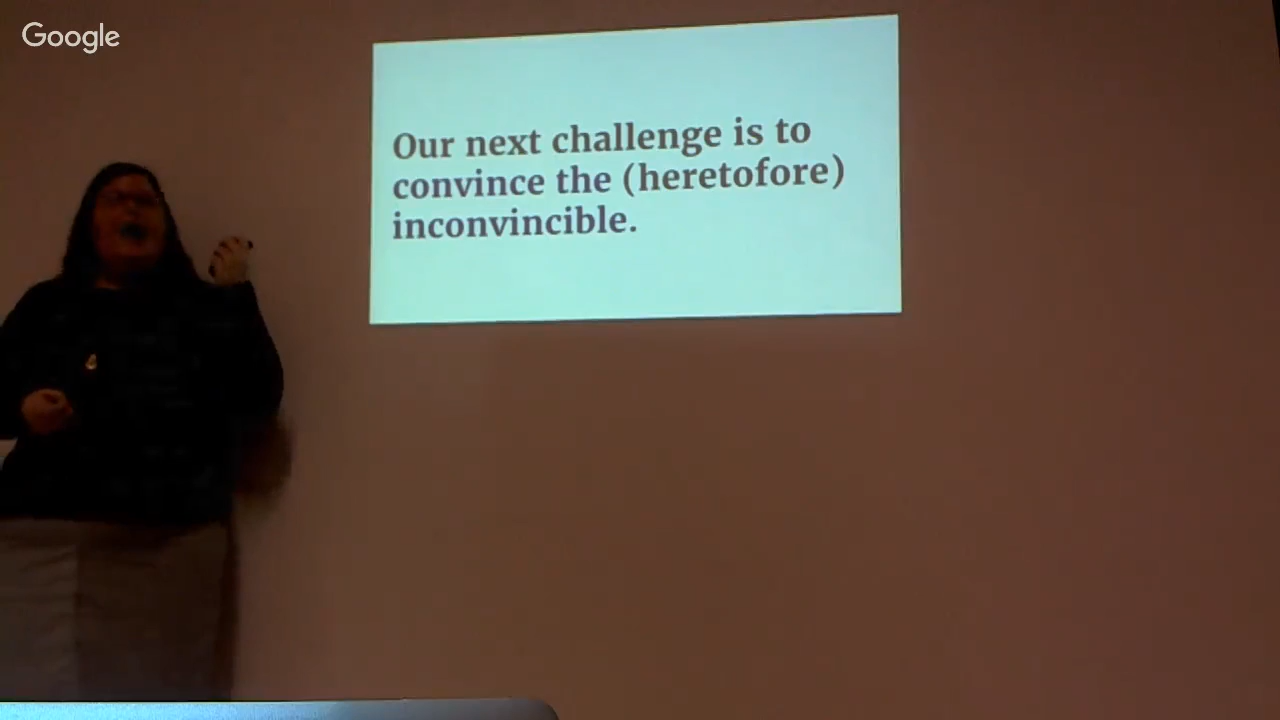 Google
Our next challenge is to
convince the (heretofore)
inconvincible.